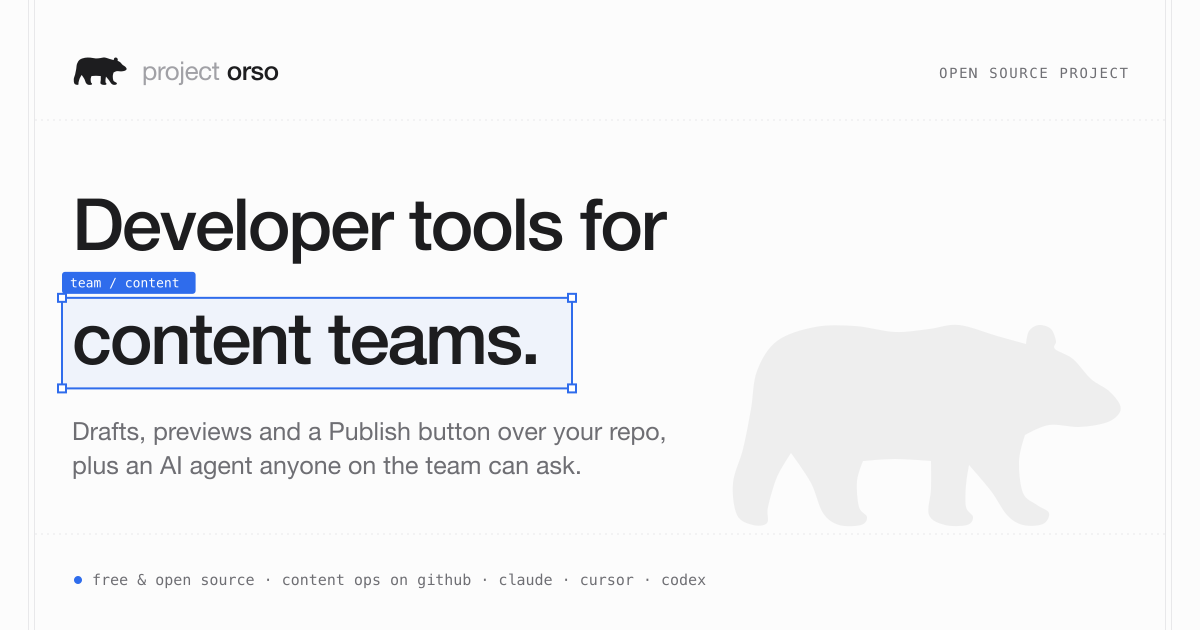 project orso
OPEN SOURCE PROJECT
Developer tools for
team / content
content teams.
Drafts, previews and a Publish button over your repo,
plus an AI agent anyone on the team can ask.
free & open source · content ops on github · claude · cursor · codex